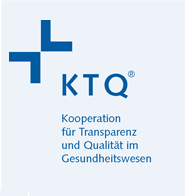 KTQ®
Kooperation
für Transparenz
und Qualität im
Gesundheitswesen